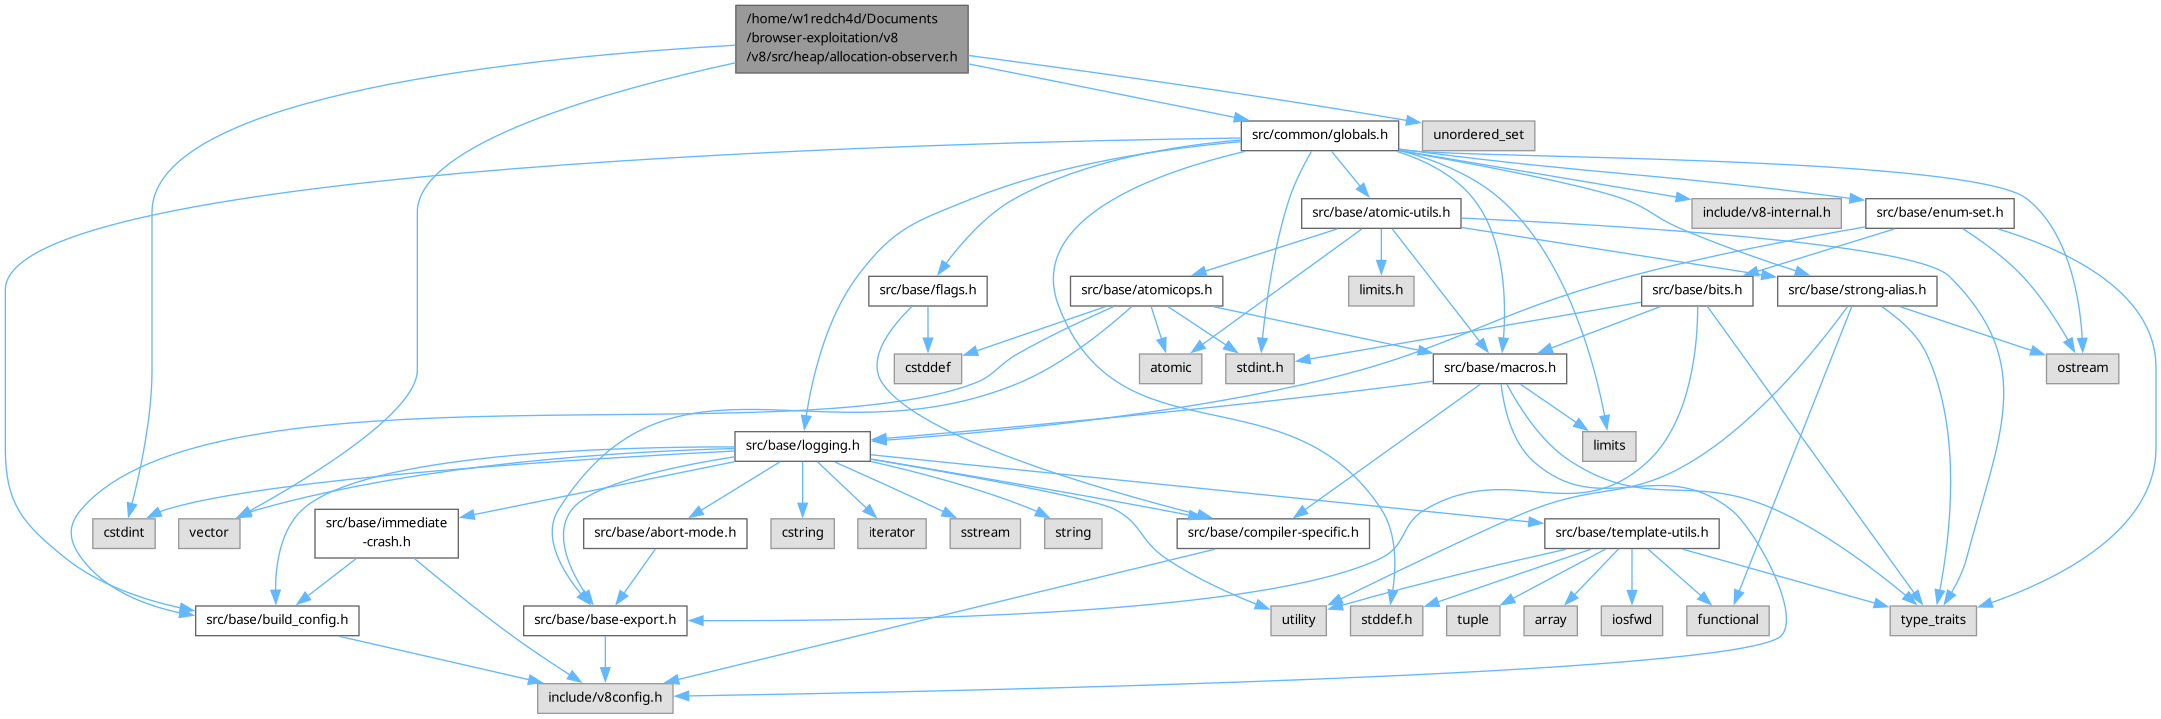 /home/w1redch4d/Documents
/browser-exploitation/v8
/v8/src/heap/allocation-observer.h
src/common/globals.h
unordered_set
src/base/atomic-utils.h
include/v8-internal.h
src/base/enum-set.h
src/base/flags.h
src/base/atomicops.h
limits.h
src/base/bits.h
src/base/strong-alias.h
cstddef
atomic
stdint.h
src/base/macros.h
ostream
src/base/logging.h
limits
cstdint
vector
src/base/immediate
-crash.h
src/base/abort-mode.h
cstring
iterator
sstream
string
src/base/compiler-specific.h
src/base/template-utils.h
src/base/build_config.h
src/base/base-export.h
utility
stddef.h
tuple
array
iosfwd
functional
type_traits
include/v8config.h